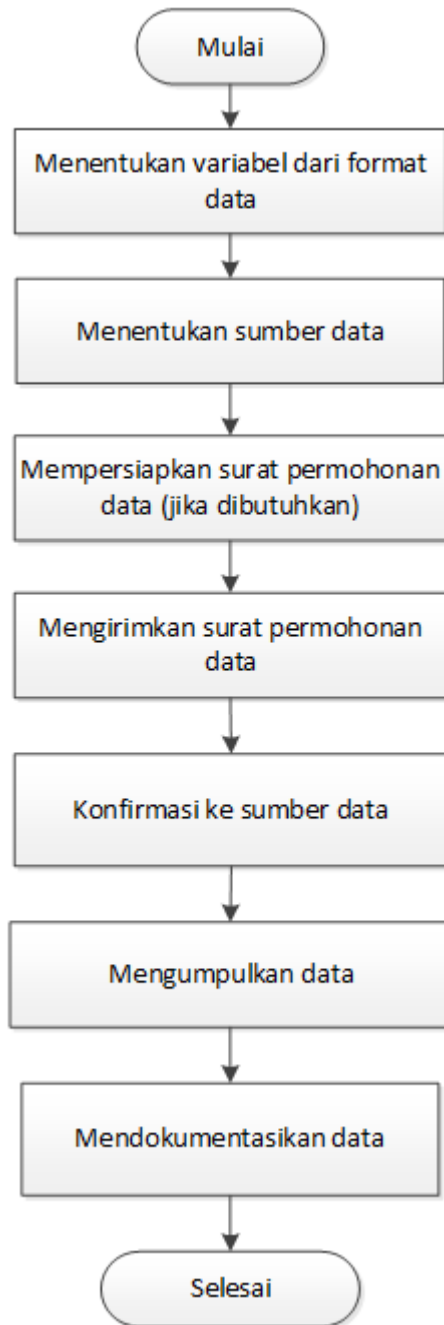 Mulai
Menentukan variabel dari format
data
Menentukan sumber data
Mempersiapkan surat permohonan
data (jika dibutuhkan)
Mengirimkan surat permohonan
data
Konfirmasi ke sumber data
Mengumpulkan data
Mendokumentasikan data
Selesai